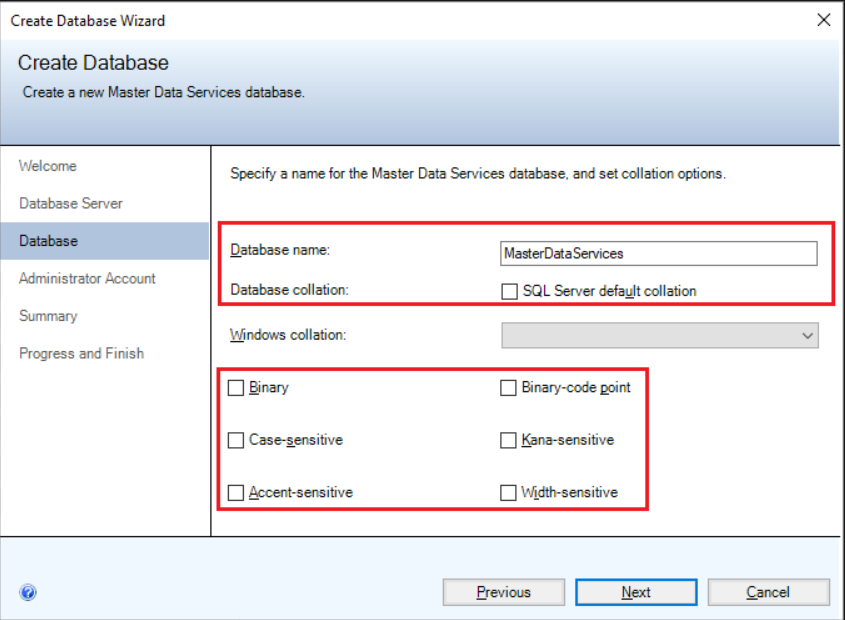 Create Database Wizard
Create Database
Create a new Master Data Services database.
Welcome
Database Server
Database
Administrator Account
Summary
Progress and Finish
Specify a name for the Master Data Services database, and set collation options.
Database name: MasterDataServices
Database collation: SQL Server default collation
Windows collation:
Binary Binary-code point
Case-sensitive Kana-sensitive
Accent-sensitive Width-sensitive
Previous Next Cancel